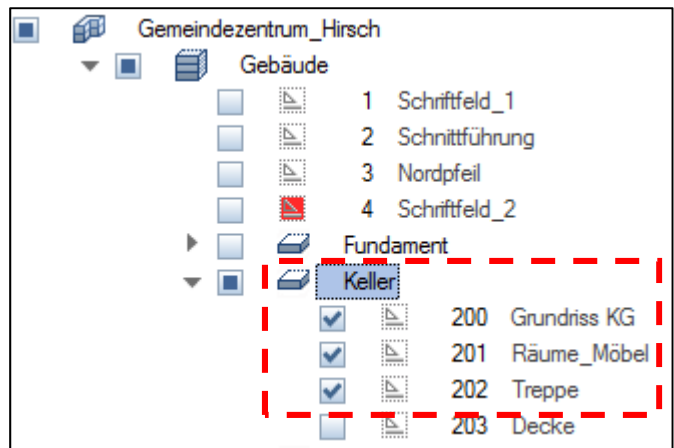 Gemeindezentrum_Hirsch
Gebäude
1 Schriftfeld_1
2 Schnittführung
3 Nordpfeil
4 Schriftfeld_2
Fundament
Keller
200 Grundriss KG
201 Räume_Möbel
202 Treppe
203 Decke